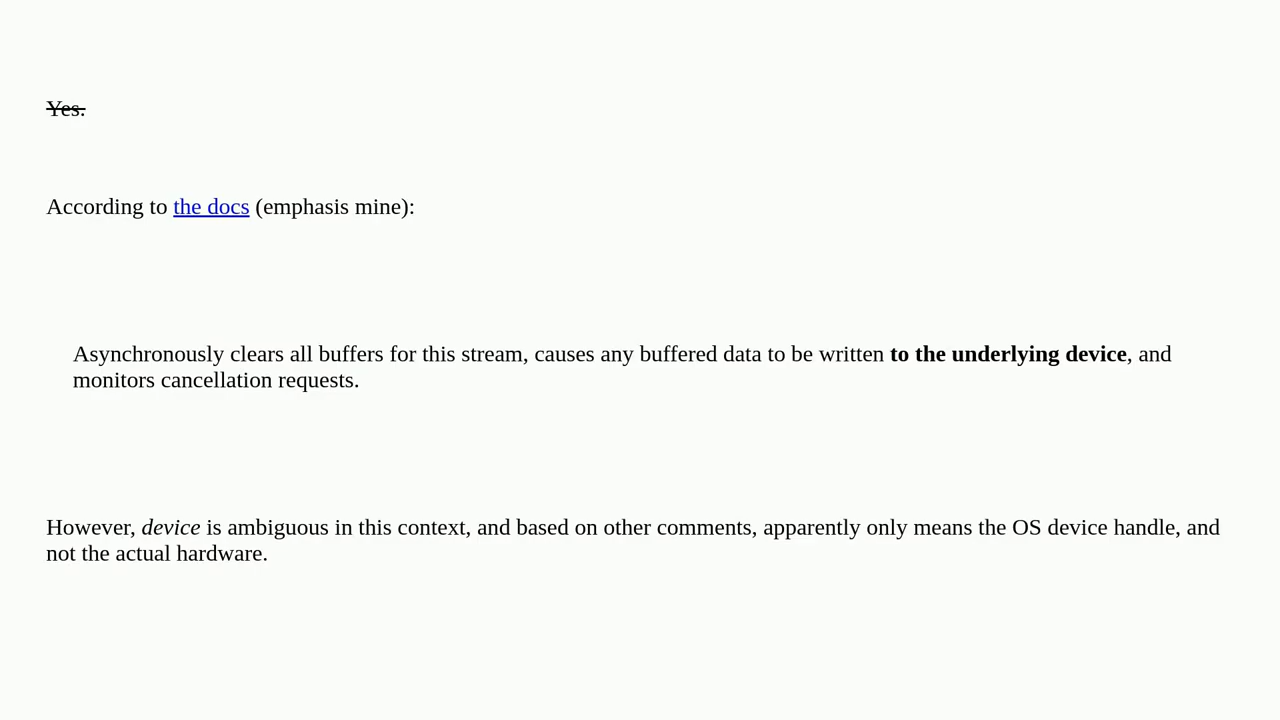 Yes.
According to the docs (emphasis mine):
Asynchronously clears all buffers for this stream, causes any buffered data to be written to the underlying device, and
monitors cancellation requests.
However, device is ambiguous in this context, and based on other comments, apparently only means the OS device handle, and
not the actual hardware.